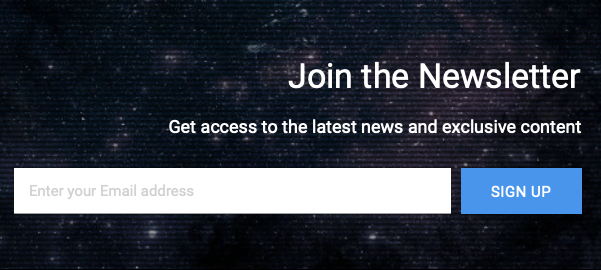 Join the Newsletter
Get access to the latest news and exclusive content
Enter your Email address
SIGN UP